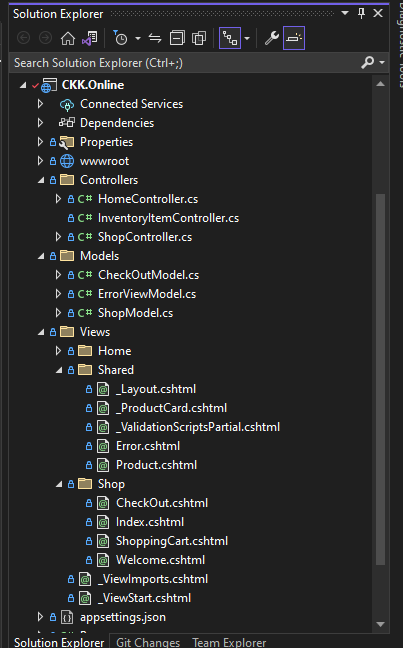 Solution Explorer
Search Solution Explorer (Ctrl+;)
CKK.Online
Connected Services
Dependencies
Properties
wwwroot
Controllers
C# HomeController.cs
C# InventoryItemController.cs
C# ShopController.cs
Models
C# CheckOutModel.cs
C# ErrorViewModel.cs
C# ShopModel.cs
Views
Home
Shared
_Layout.cshtml
_ProductCard.cshtml
_ValidationScriptsPartial.cshtml
Error.cshtml
Product.cshtml
Shop
CheckOut.cshtml
Index.cshtml
ShoppingCart.cshtml
Welcome.cshtml
_ViewImports.cshtml
_ViewStart.cshtml
appsettings.json
Solution Explorer Git Changes Team Explorer
Diagnostic Tools